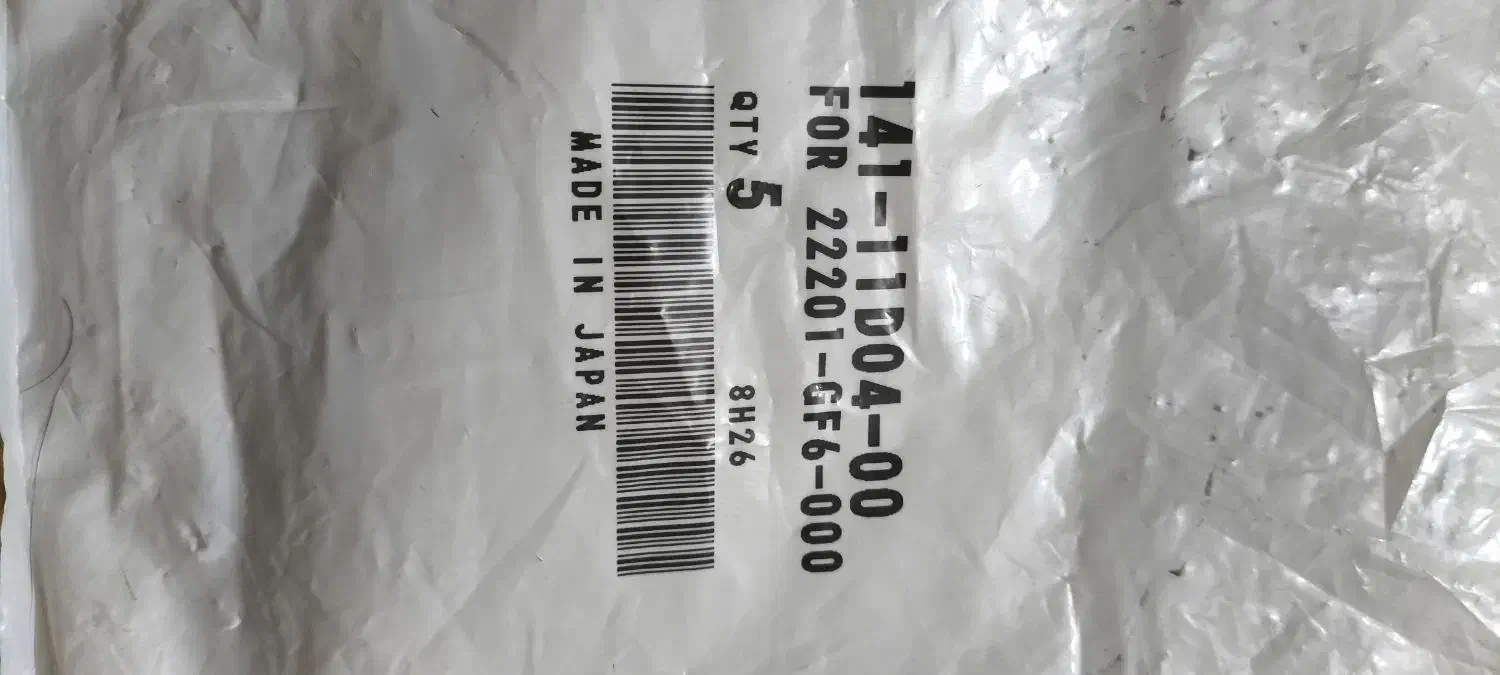 141-11D04-00
FOR 22201-GF6-000
QTY 5 8H26
MADE IN JAPAN